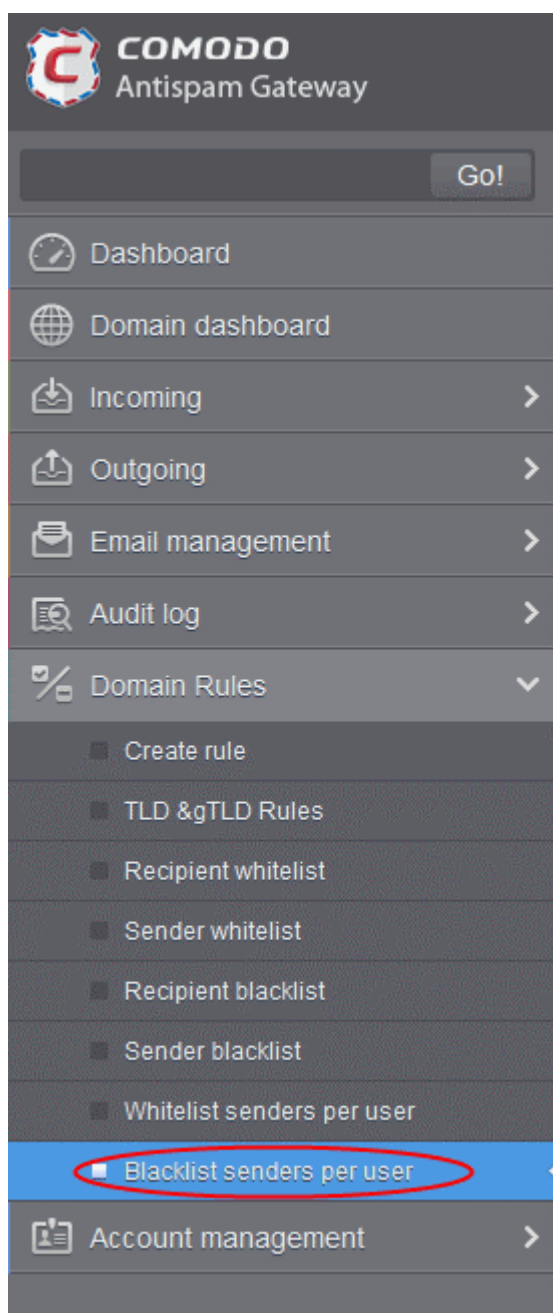 COMODO
Antispam Gateway
Go!
Dashboard
Domain dashboard
Incoming
Outgoing
Email management
Audit log
Domain Rules
Create rule
TLD &gTLD Rules
Recipient whitelist
Sender whitelist
Recipient blacklist
Sender blacklist
Whitelist senders per user
Blacklist senders per user
Account management